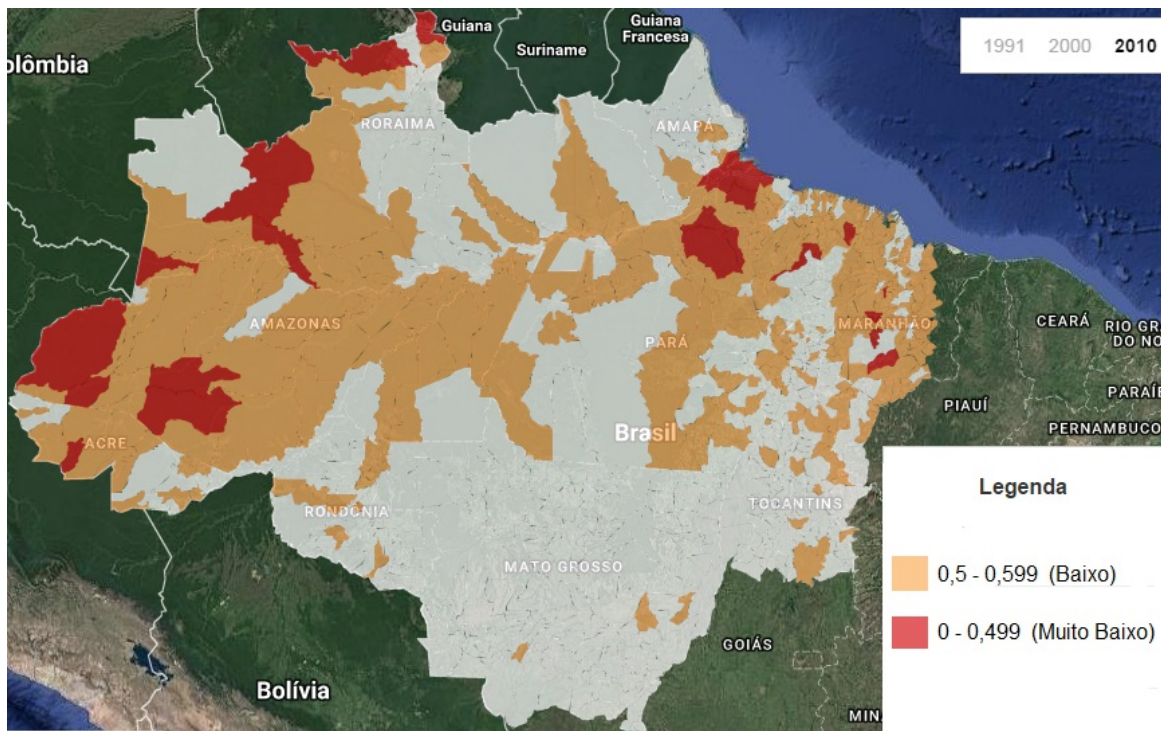 Guiana
Guiana
Francesa
Suriname
1991 2000 2010
olômbia
RORAIMA
AMAPÁ
AMAZONAS
PARÁ
MARANHÃO
CEARÁ
RIO GRA
DO NO
PARAÍB
PIAUÍ
PERNAMBUCO
ACRE
Brasil
TOCANTINS
RONDÔNIA
MATO GROSSO
GOIÁS
Bolívia
MINA
Legenda
0,5 - 0,599 (Baixo)
0 - 0,499 (Muito Baixo)